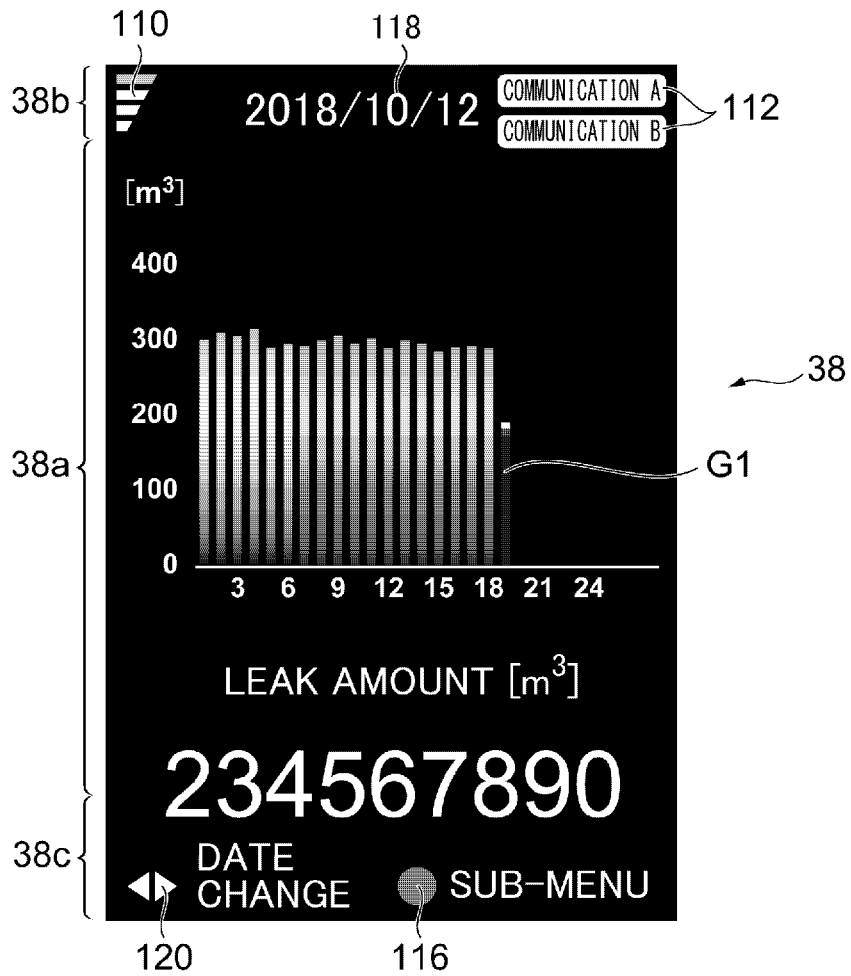 110
118
38b
2018/10/12
COMMUNICATION A
COMMUNICATION B
112
[m³]
400
300
200
100
0
38a
38
G1
3 6 9 12 15 18 21 24
LEAK AMOUNT [m³]
234567890
38c
DATE
CHANGE
SUB-MENU
120
116